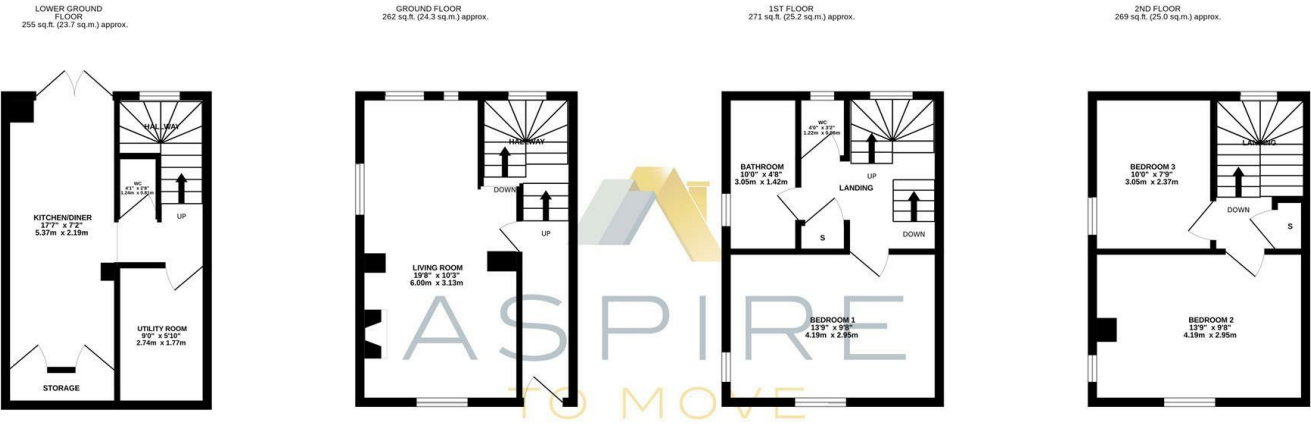 LOWER GROUND
FLOOR
255 sq.ft. (23.7 sq.m.) approx.
GROUND FLOOR
262 sq.ft. (24.3 sq.m.) approx.
1ST FLOOR
271 sq.ft. (25.2 sq.m.) approx.
2ND FLOOR
269 sq.ft. (25.0 sq.m.) approx.
HALLWAY
WC
KITCHEN/DINER
17'7" x 7'2"
5.37m x 2.19m
UP
UTILITY ROOM
9'0" x 5'10"
2.74m x 1.77m
STORAGE
HALLWAY
DOWN
UP
LIVING ROOM
19'8" x 10'3"
6.00m x 3.13m
WC
4'0" x 3'2"
BATHROOM
10'0" x 4'8"
3.05m x 1.42m
UP
LANDING
DOWN
S
BEDROOM 1
13'9" x 9'8"
4.19m x 2.95m
LANDING
BEDROOM 3
10'0" x 7'9"
3.05m x 2.37m
DOWN
S
BEDROOM 2
13'9" x 9'8"
4.19m x 2.95m
ASPIRE
TO MOVE